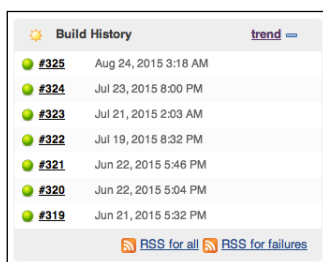 Build History trend
#325 Aug 24, 2015 3:18 AM
#324 Jul 23, 2015 8:00 PM
#323 Jul 21, 2015 2:03 AM
#322 Jul 19, 2015 8:32 PM
#321 Jun 22, 2015 5:46 PM
#320 Jun 22, 2015 5:04 PM
#319 Jun 21, 2015 5:32 PM
RSS for all RSS for failures